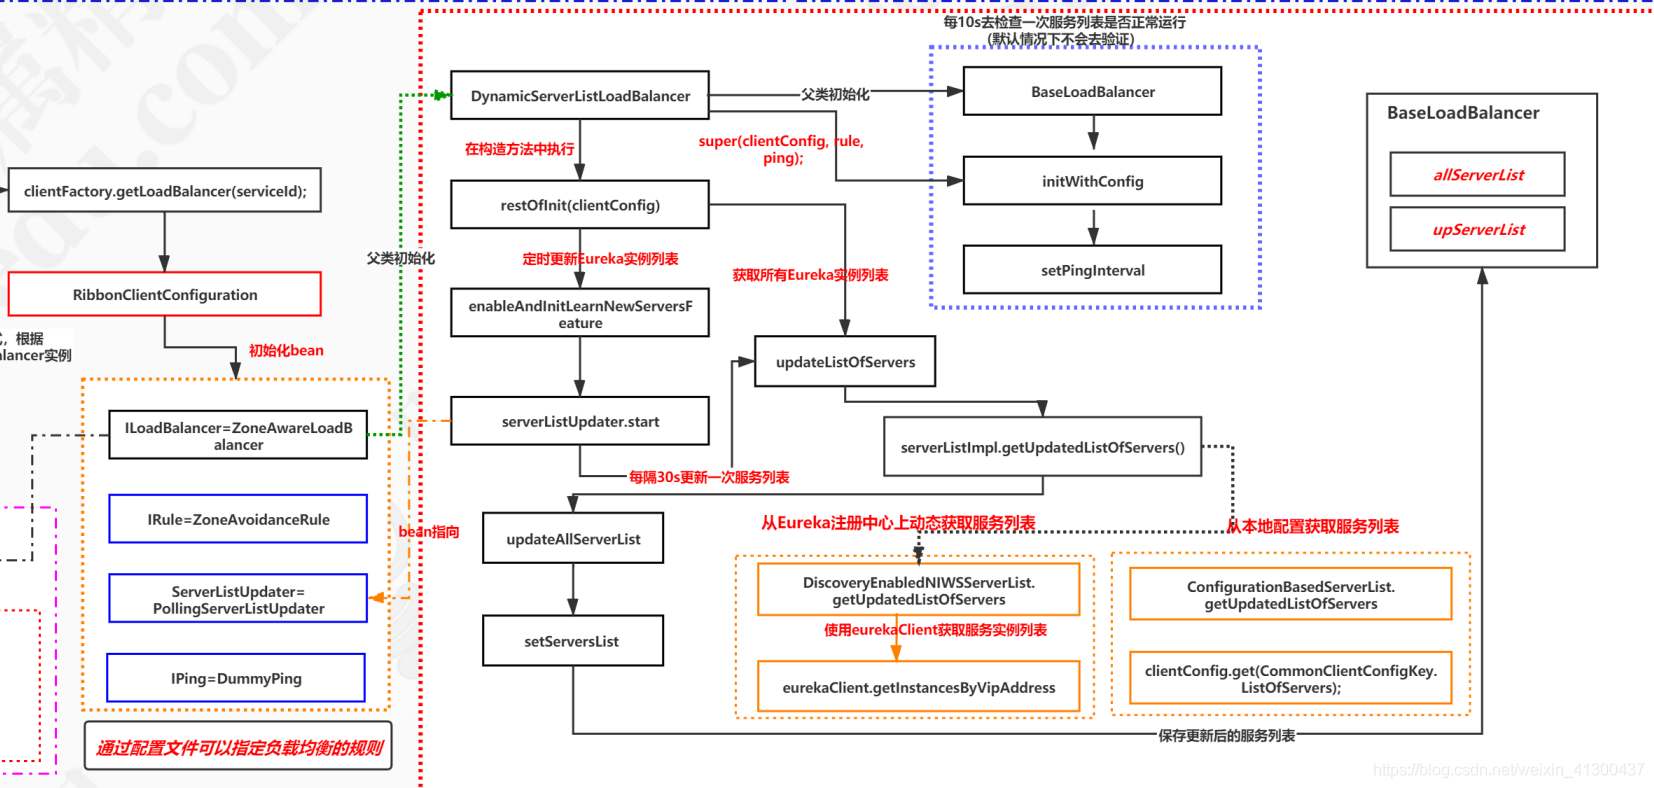 每10s去检查一次服务列表是否正常运行
(默认情况下不会去验证)
DynamicServerListLoadBalancer
父类初始化
BaseLoadBalancer
BaseLoadBalancer
在构造方法中执行
super(clientConfig, rule,
ping);
allServerList
clientFactory.getLoadBalancer(serviceId);
restOfInit(clientConfig)
initWithConfig
upServerList
父类初始化
定时更新Eureka实例列表
获取所有Eureka实例列表
setPingInterval
RibbonClientConfiguration
enableAndInitLearnNewServersF
eature
，根据
alancer实例
初始化bean
updateListOfServers
ILoadBalancer=ZoneAwareLoadB
alancer
serverListUpdater.start
serverListImpl.getUpdatedListOfServers()
每隔30s更新一次服务列表
IRule=ZoneAvoidanceRule
bean指向
updateAllServerList
从Eureka注册中心上动态获取服务列表
从本地配置获取服务列表
ServerListUpdater=
PollingServerListUpdater
DiscoveryEnabledNIWSServerList.
getUpdatedListOfServers
ConfigurationBasedServerList.
getUpdatedListOfServers
使用eurekaClient获取服务实例列表
setServersList
IPing=DummyPing
eurekaClient.getInstancesByVipAddress
clientConfig.get(CommonClientConfigKey.
ListOfServers);
通过配置文件可以指定负载均衡的规则
保存更新后的服务列表
https://blog.csdn.net/weixin_41300437